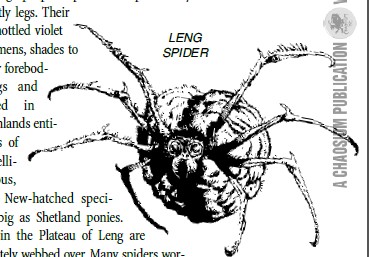 tly legs. Their
ottled violet
mens, shades to
forebod-
gs and
ed in
nlands enti-
s of
elli-
ous,
New-hatched speci-
big as Shetland ponies.
in the Plateau of Leng are
tely webbed over. Many spiders wor-
LENG
SPIDER
A CHAOSIUM PUBLICATION